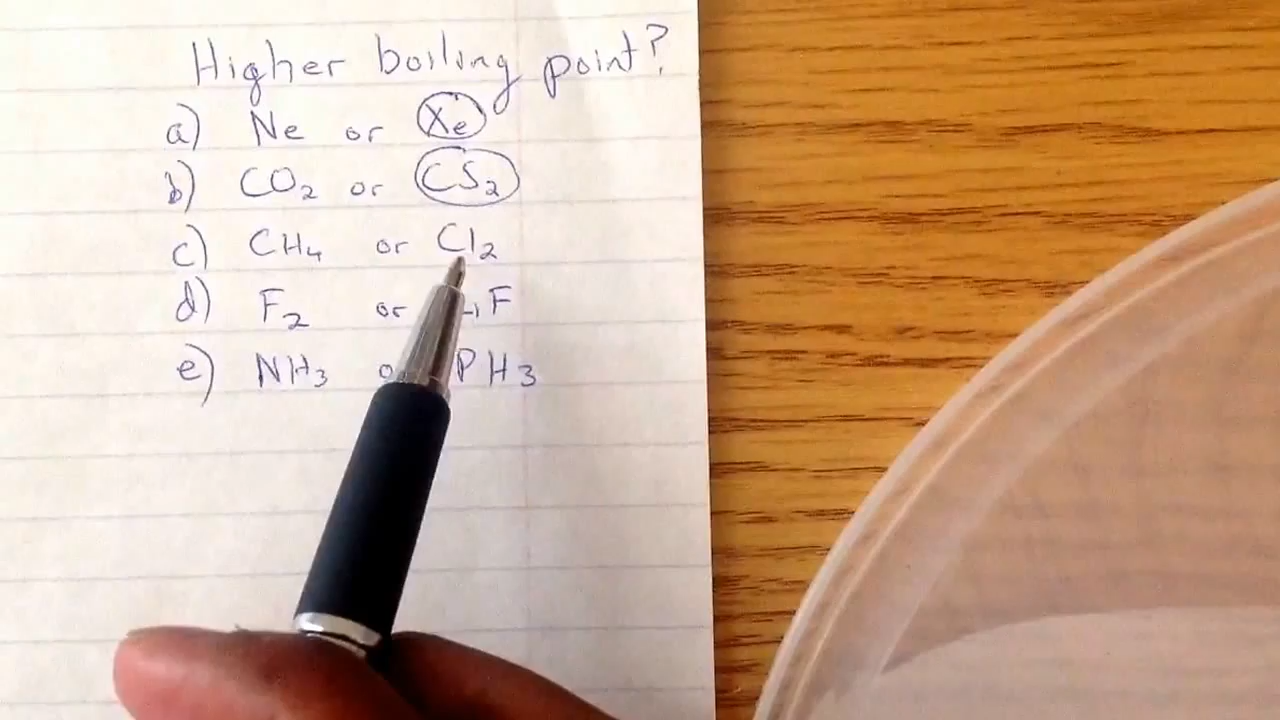 Higher boiling point?
a) Ne or Xe
b) CO₂ or CS₂
c) CH₄ or Cl₂
d) F₂ or F
e) NH₃ PH₃